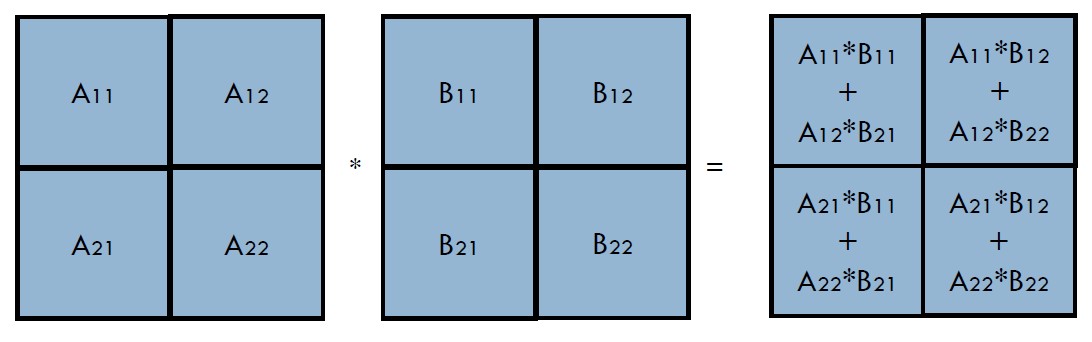 A11 A12
A21 A22
*
B11 B12
B21 B22
=
A11*B11
+
A12*B21
A11*B12
+
A12*B22
A21*B11
+
A22*B21
A21*B12
+
A22*B22